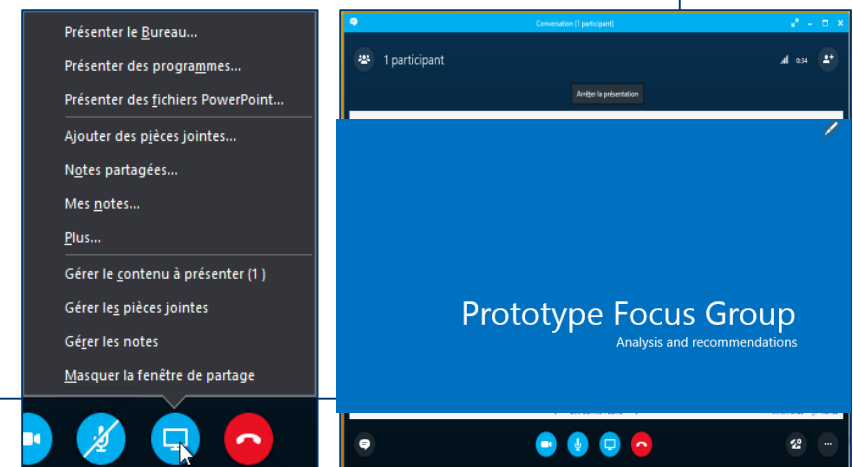 Présenter le Bureau...
Présenter des programmes...
Présenter des fichiers PowerPoint...
Ajouter des pièces jointes...
Notes partagées...
Mes notes...
Plus...
Gérer le contenu à présenter (1 )
Gérer les pièces jointes
Gérer les notes
Masquer la fenêtre de partage
Conversation (1 participant)
1 participant
0:34
Arrêter la présentation
Prototype Focus Group
Analysis and recommendations